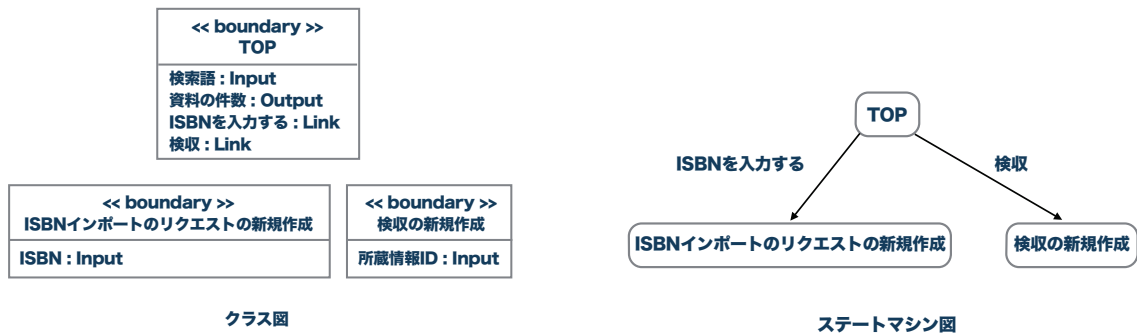 << boundary >>
TOP
検索語 : Input
資料の件数 : Output
ISBNを入力する : Link
検収 : Link
<< boundary >>
ISBNインポートのリクエストの新規作成
ISBN : Input
<< boundary >>
検収の新規作成
所蔵情報ID : Input
クラス図
TOP
ISBNを入力する
検収
ISBNインポートのリクエストの新規作成
検収の新規作成
ステートマシン図